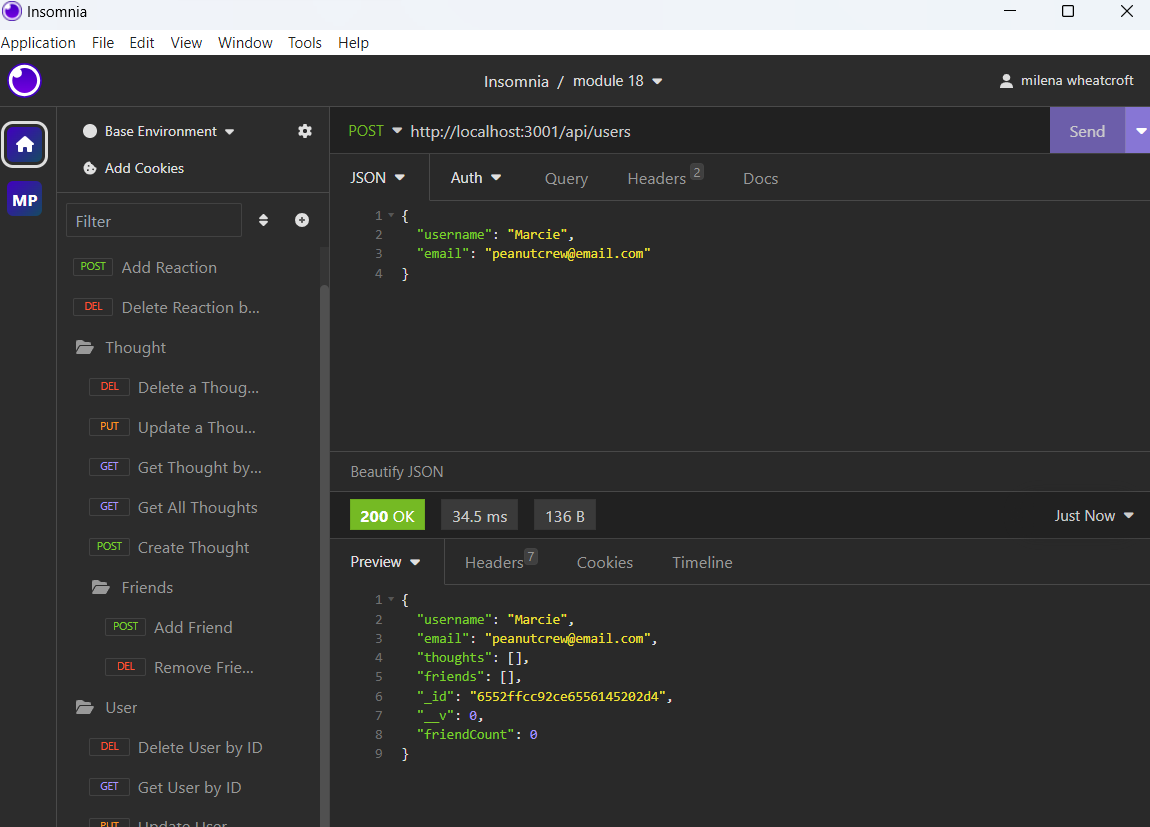 Insomnia
Application File Edit View Window Tools Help
Insomnia / module 18
milena wheatcroft
Base Environment
Add Cookies
MP
Filter
POST Add Reaction
DEL Delete Reaction b...
Thought
DEL Delete a Thoug...
PUT Update a Thou...
GET Get Thought by...
GET Get All Thoughts
POST Create Thought
Friends
POST Add Friend
DEL Remove Frie...
User
DEL Delete User by ID
GET Get User by ID
PUT Update User
POST http://localhost:3001/api/users Send
JSON Auth Query Headers 2 Docs
1 {
2 "username": "Marcie",
3 "email": "peanutcrew@email.com"
4 }
Beautify JSON
200 OK 34.5 ms 136 B Just Now
Preview Headers 7 Cookies Timeline
1 {
2 "username": "Marcie",
3 "email": "peanutcrew@email.com",
4 "thoughts": [],
5 "friends": [],
6 "_id": "6552ffcc92ce6556145202d4",
7 "__v": 0,
8 "friendCount": 0
9 }